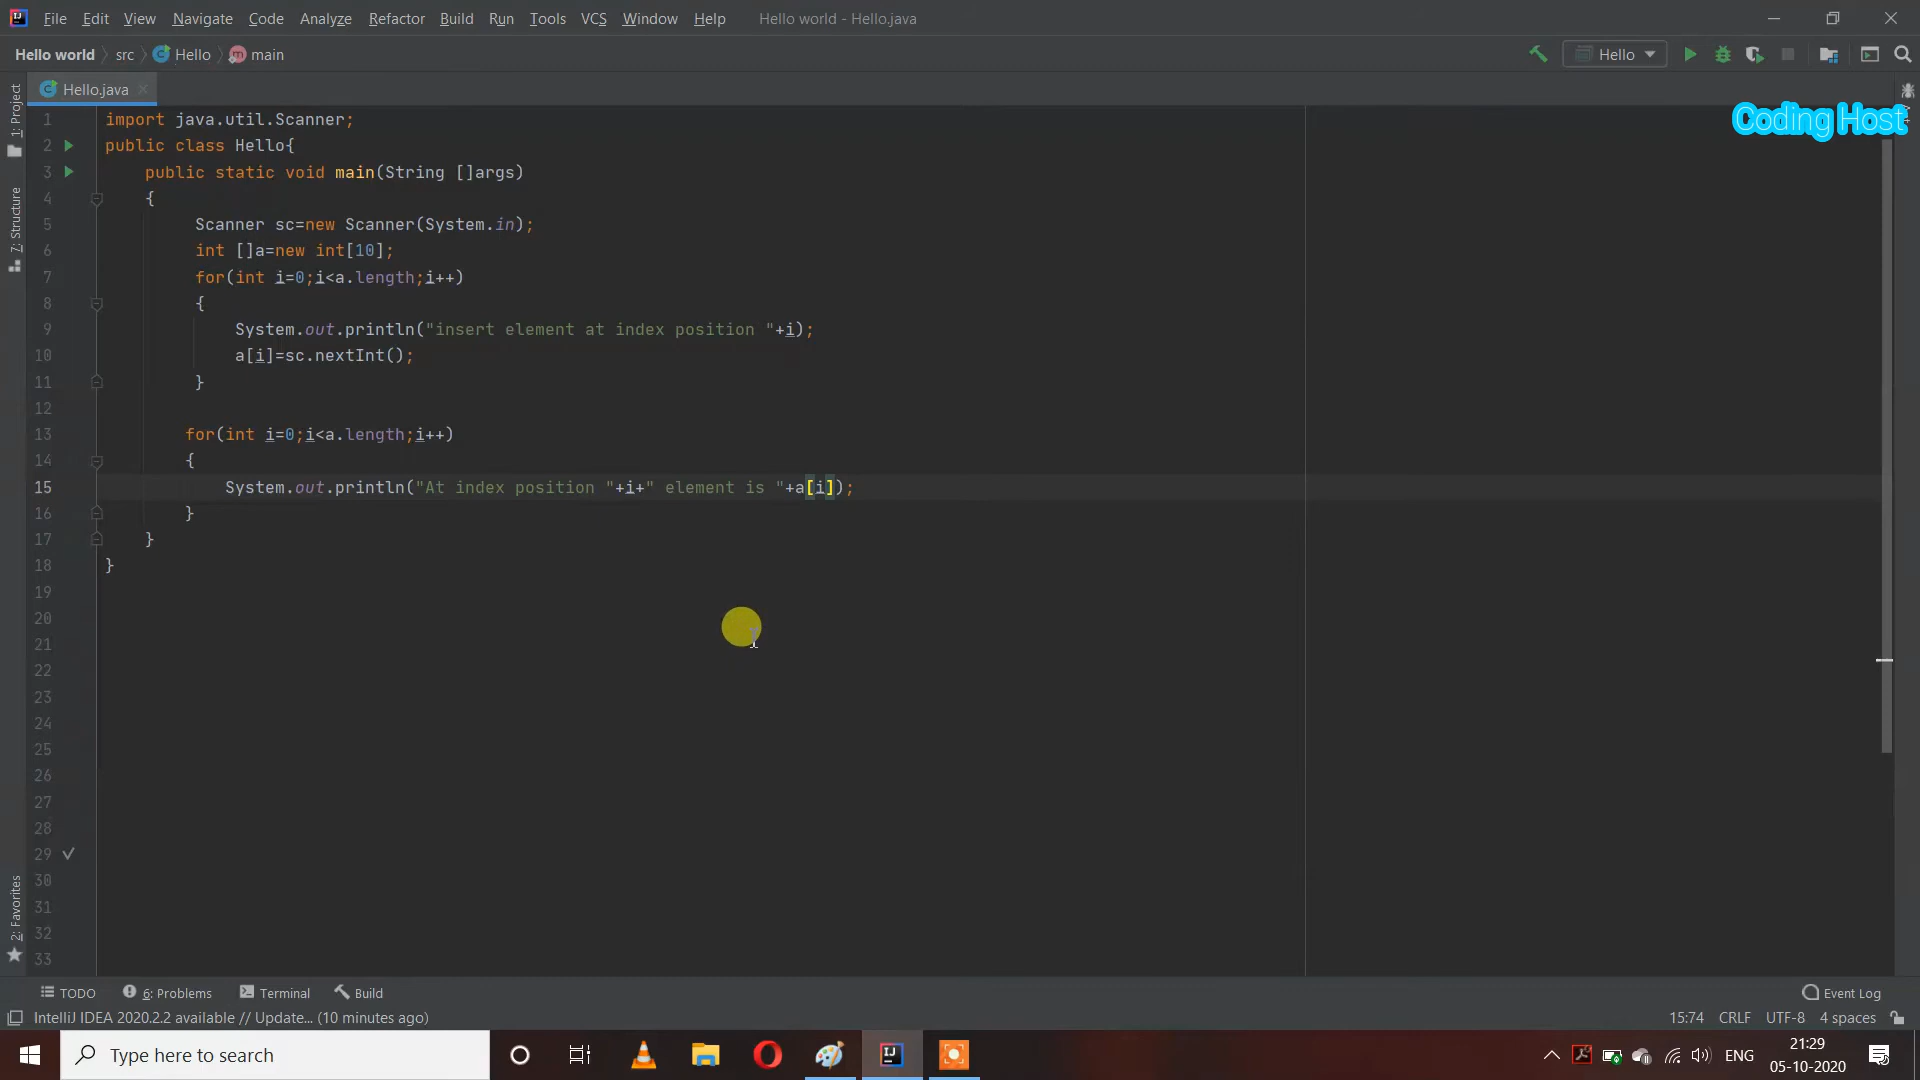 File Edit View Navigate Code Analyze Refactor Build Run Tools VCS Window Help Hello world - Hello.java
Hello world src Hello main Hello
Hello.java
Coding Host
1: Project
7: Structure
2: Favorites
1 import java.util.Scanner;
2 public class Hello{
3 public static void main(String []args)
4 {
5 Scanner sc=new Scanner(System.in);
6 int []a=new int[10];
7 for(int i=0;i<a.length;i++)
8 {
9 System.out.println("insert element at index position "+i);
10 a[i]=sc.nextInt();
11 }
12
13 for(int i=0;i<a.length;i++)
14 {
15 System.out.println("At index position "+i+" element is "+a[i]);
16 }
17 }
18 }
19
20
21
22
23
24
25
26
27
28
29
30
31
32
33
TODO 6: Problems Terminal Build Event Log
IntelliJ IDEA 2020.2.2 available // Update... (10 minutes ago) 15:74 CRLF UTF-8 4 spaces
Type here to search ENG 21:29
05-10-2020